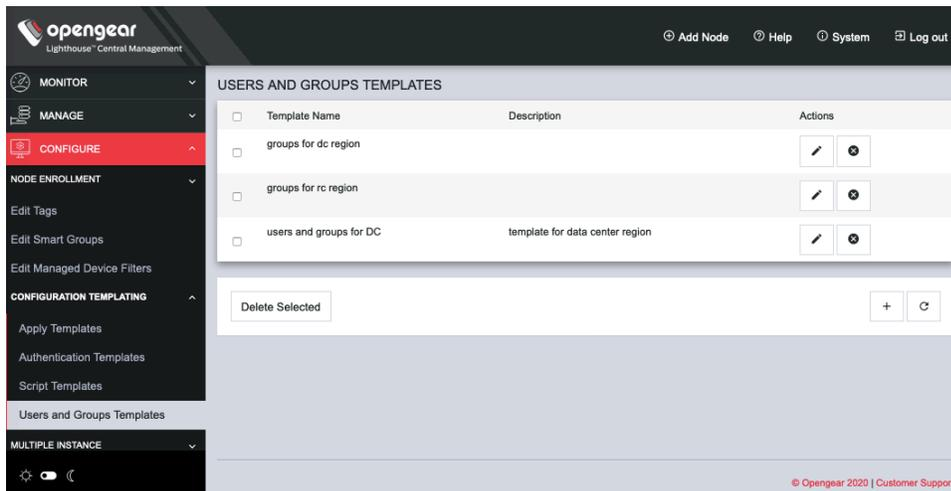 opengear
Lighthouse™ Central Management
Add Node Help System Log out
MONITOR
MANAGE
CONFIGURE
NODE ENROLLMENT
Edit Tags
Edit Smart Groups
Edit Managed Device Filters
CONFIGURATION TEMPLATING
Apply Templates
Authentication Templates
Script Templates
Users and Groups Templates
MULTIPLE INSTANCE
USERS AND GROUPS TEMPLATES
Template Name Description Actions
groups for dc region
groups for rc region
users and groups for DC template for data center region
Delete Selected
© Opengear 2020 | Customer Suppor